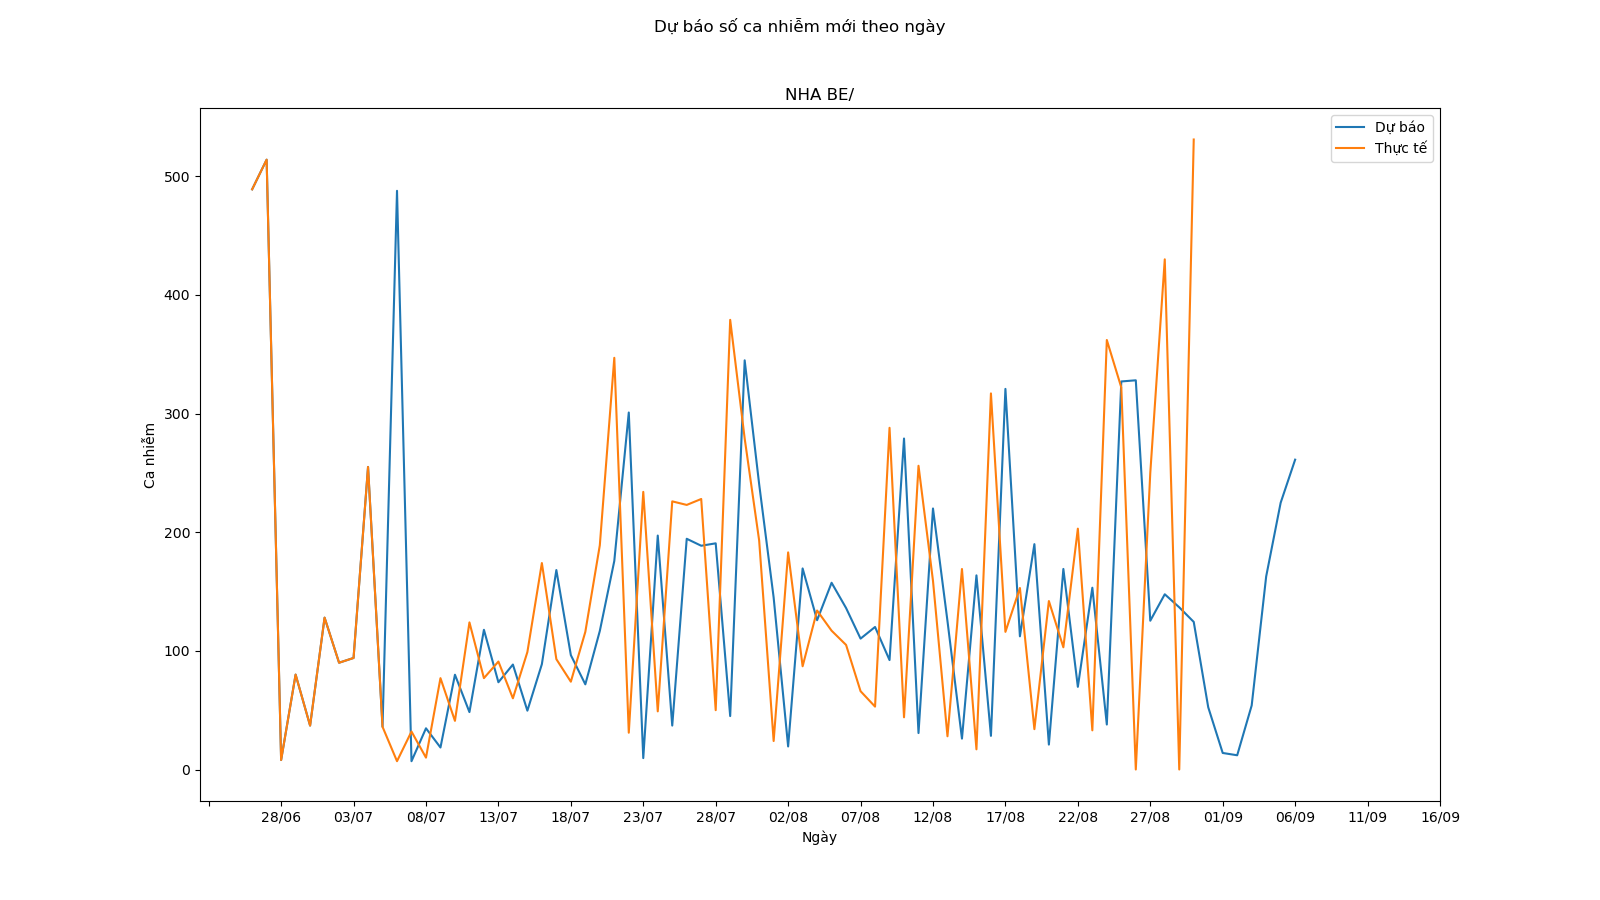 Dự báo số ca nhiễm mới theo ngày
NHA BE/
Dự báo
Thực tế
500
400
300
200
100
0
Ca nhiễm
28/06 03/07 08/07 13/07 18/07 23/07 28/07 02/08 07/08 12/08 17/08 22/08 27/08 01/09 06/09 11/09 16/09
Ngày